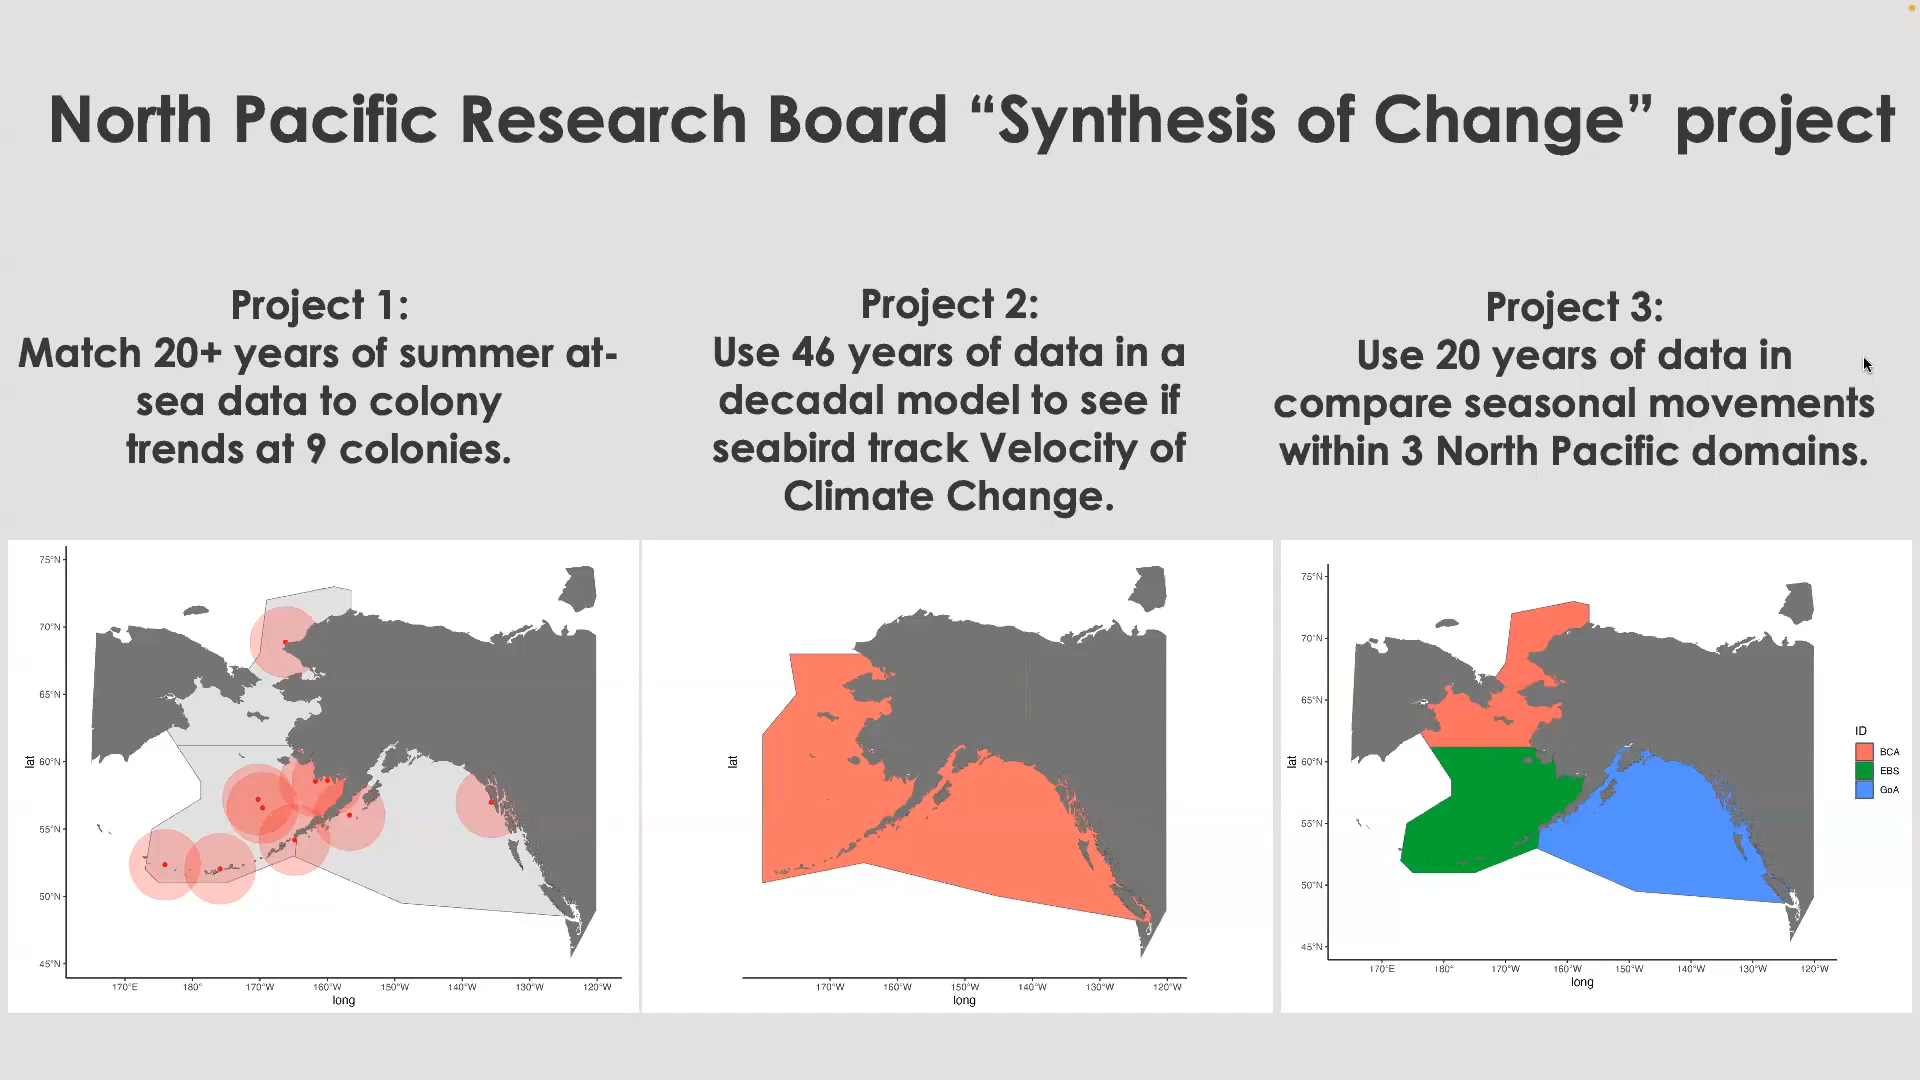 North Pacific Research Board “Synthesis of Change” project
Project 1:
Match 20+ years of summer at-
sea data to colony
trends at 9 colonies.
Project 2:
Use 46 years of data in a
decadal model to see if
seabird track Velocity of
Climate Change.
Project 3:
Use 20 years of data in
compare seasonal movements
within 3 North Pacific domains.
75°N
70°N
65°N
60°N
55°N
50°N
45°N
lat
170°E 180° 170°W 160°W 150°W 140°W 130°W 120°W
long
lat
170°W 160°W 150°W 140°W 130°W 120°W
long
75°N
70°N
65°N
60°N
55°N
50°N
45°N
lat
170°E 180° 170°W 160°W 150°W 140°W 130°W 120°W
long
ID
BCA
EBS
GoA